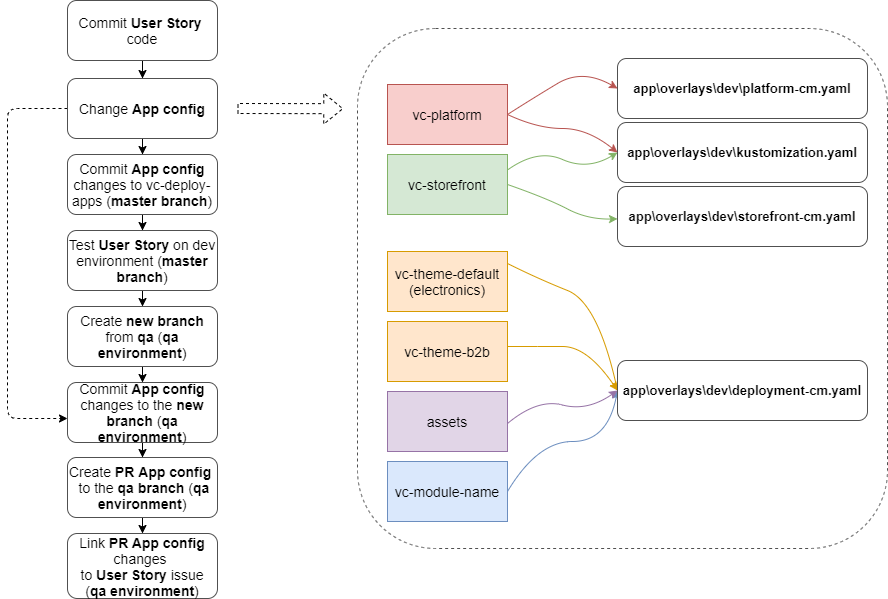 Commit User Story
code
Change App config
Commit App config
changes to vc-deploy-
apps (master branch)
Test User Story on dev
environment (master
branch)
Create new branch
from qa (qa
environment)
Commit App config
changes to the new
branch (qa
environment)
Create PR App config
to the qa branch (qa
environment)
Link PR App config
changes
to User Story issue
(qa environment)
vc-platform
vc-storefront
vc-theme-default
(electronics)
vc-theme-b2b
assets
vc-module-name
app\overlays\dev\platform-cm.yaml
app\overlays\dev\kustomization.yaml
app\overlays\dev\storefront-cm.yaml
app\overlays\dev\deployment-cm.yaml